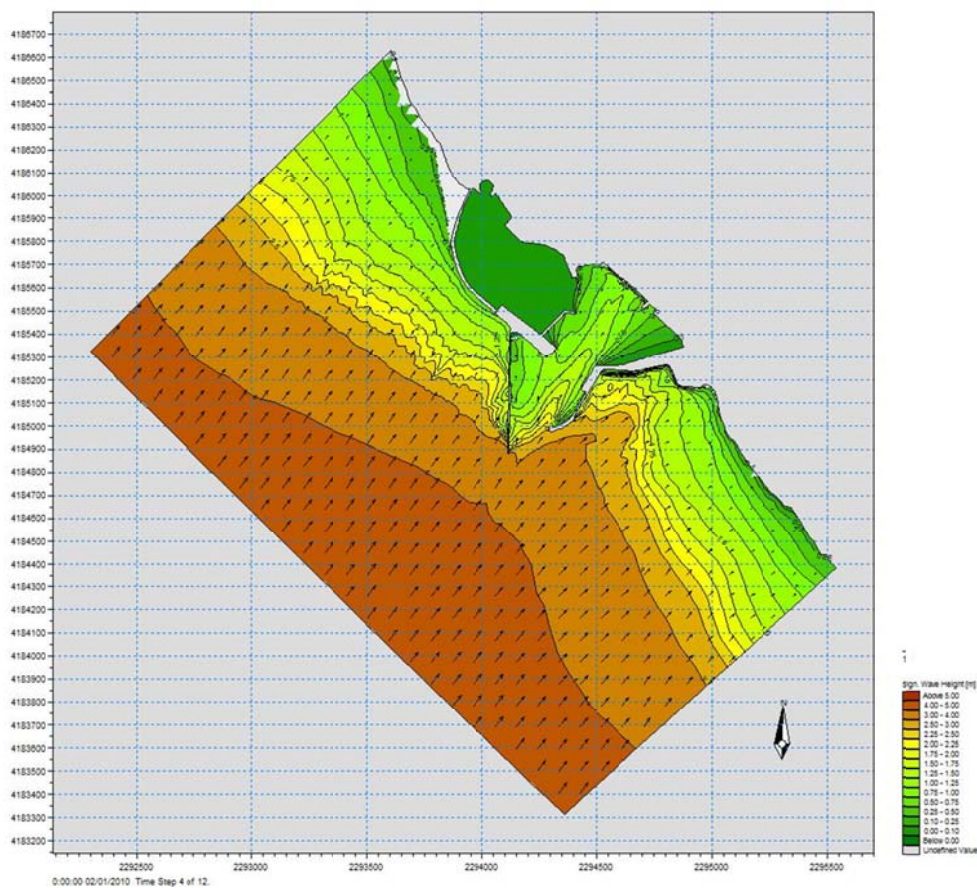 4186700
4186600
4186500
4186400
4186300
4186200
4186100
4186000
4185900
4185800
4185700
4185600
4185500
4185400
4185300
4185200
4185100
4185000
4184900
4184800
4184700
4184600
4184500
4184400
4184300
4184200
4184100
4184000
4183900
4183800
4183700
4183600
4183500
4183400
4183300
4183200
2292500 2293000 2293500 2294000 2294500 2295000 2295500
N
1
Sign. Wave Height [m]
Above 5.00
4.00 - 5.00
3.00 - 4.00
2.50 - 3.00
2.25 - 2.50
2.00 - 2.25
1.75 - 2.00
1.50 - 1.75
1.25 - 1.50
1.00 - 1.25
0.75 - 1.00
0.50 - 0.75
0.25 - 0.50
0.10 - 0.25
0.00 - 0.10
Below 0.00
Undefined Value
0:00:00 02/01/2010 Time Step 4 of 12.